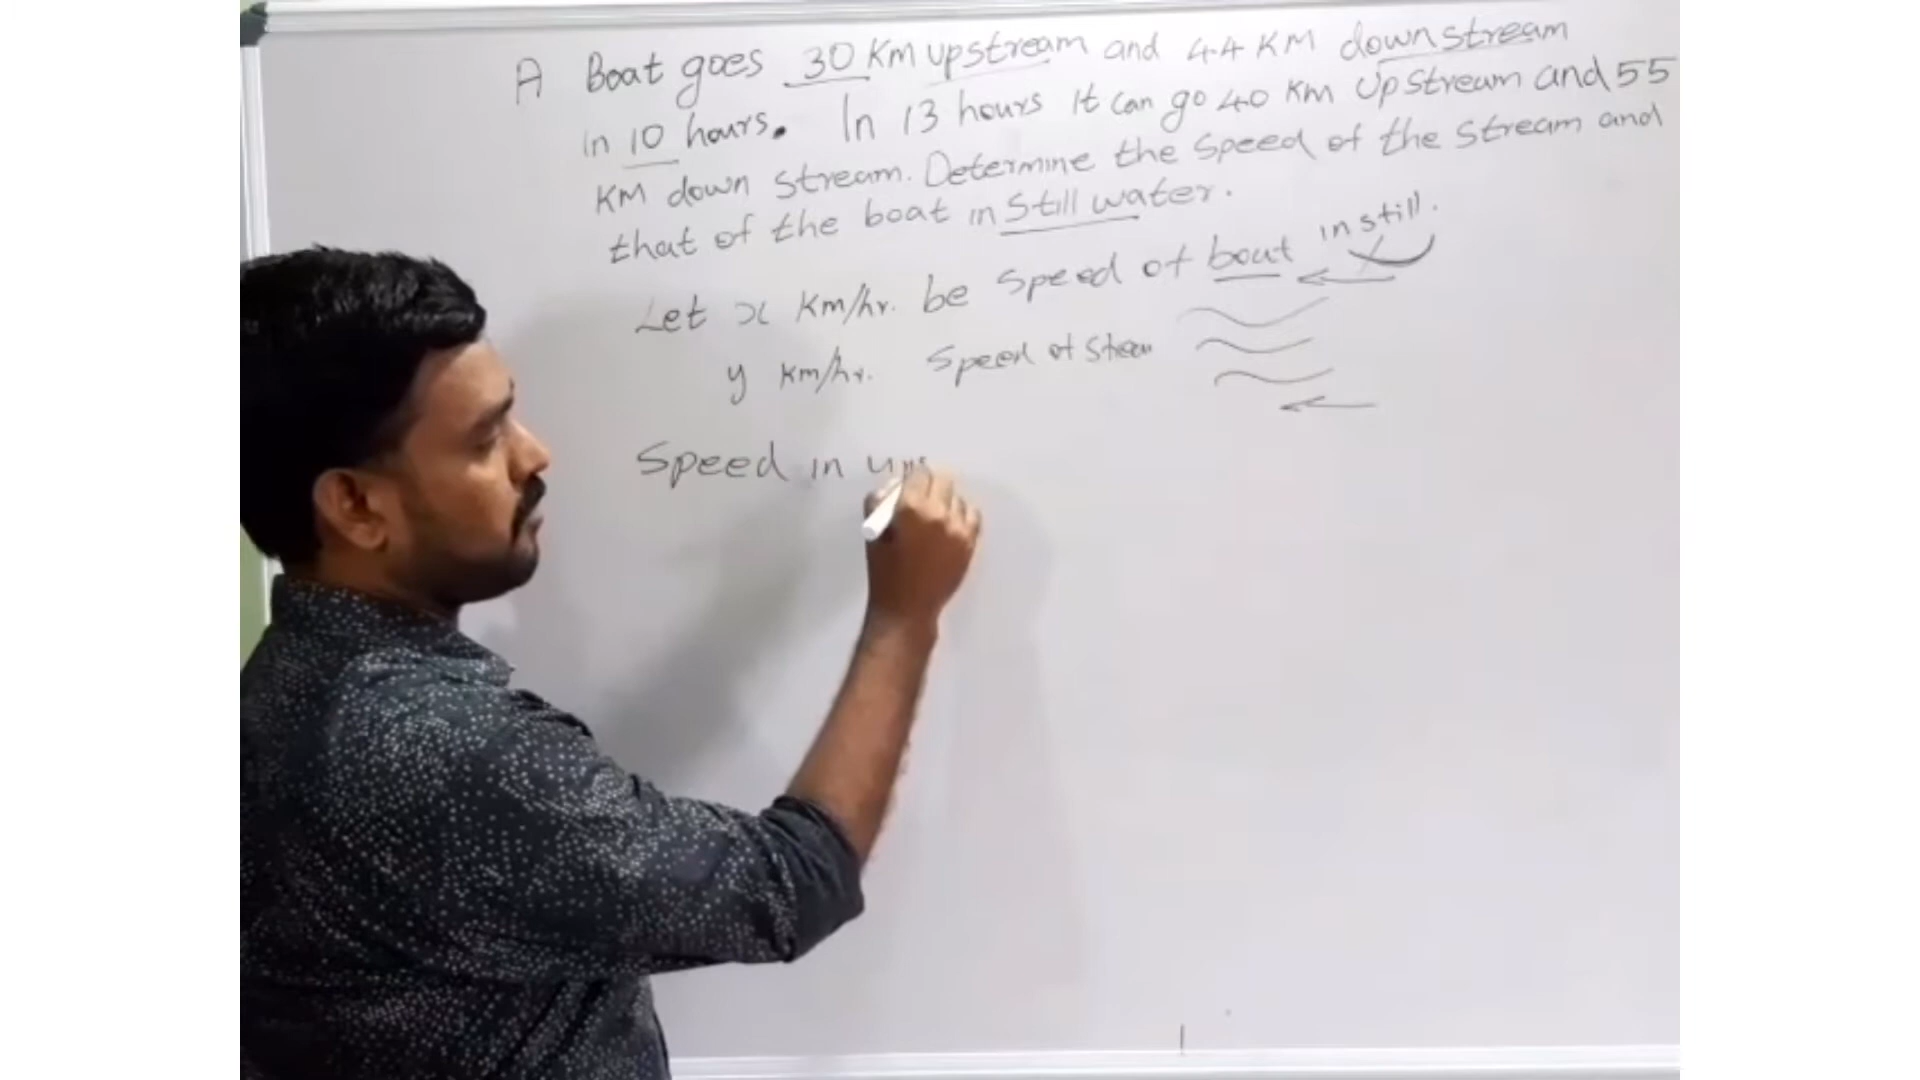 A Boat goes 30 Km upstream and 44 KM downstream
in 10 hours. In 13 hours It can go 40 KM Upstream and 55
KM down stream. Determine the speed of the stream and
that of the boat in still water.
Let x Km/hr. be speed of boat in still.
y Km/hr. Speed of stream
Speed in ups